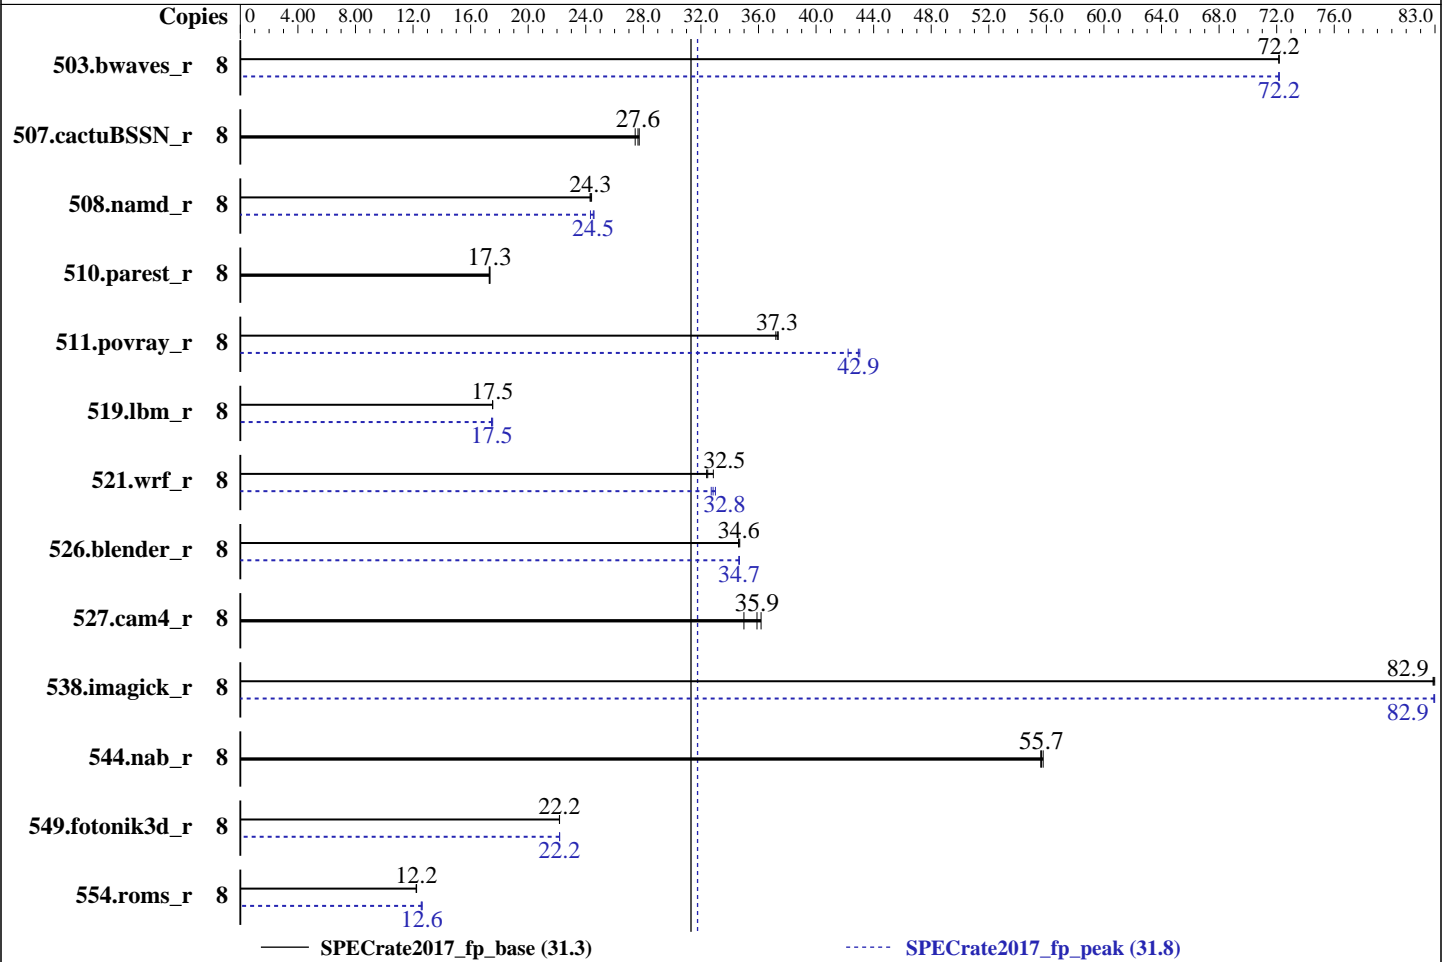 Copies 0 4.00 8.00 12.0 16.0 20.0 24.0 28.0 32.0 36.0 40.0 44.0 48.0 52.0 56.0 60.0 64.0 68.0 72.0 76.0 83.0
72.2
503.bwaves_r 8
72.2
27.6
507.cactuBSSN_r 8
24.3
508.namd_r 8
24.5
17.3
510.parest_r 8
37.3
511.povray_r 8
42.9
17.5
519.lbm_r 8
17.5
32.5
521.wrf_r 8
32.8
34.6
526.blender_r 8
34.7
35.9
527.cam4_r 8
82.9
538.imagick_r 8
82.9
55.7
544.nab_r 8
22.2
549.fotonik3d_r 8
22.2
12.2
554.roms_r 8
12.6
SPECrate2017_fp_base (31.3) SPECrate2017_fp_peak (31.8)